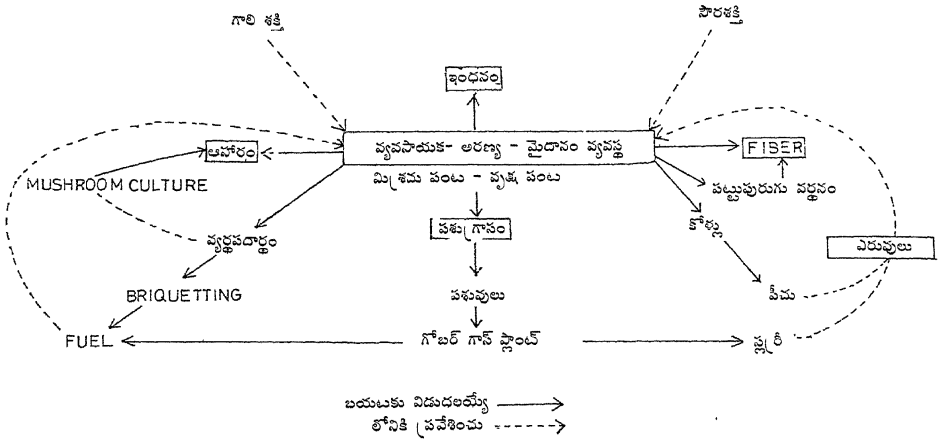 గాలి శక్తి
సౌరశక్తి
ఇంధనం
వ్యవసాయక- అరణ్య - మైదానం వ్యవస్థ
ఆహారం
FIBER
మిశ్రమ పంట - వృక్ష పంట
MUSHROOM CULTURE
పట్టుపురుగు వర్థనం
పశుగ్రాసం
కోళ్లు
వ్యర్థపదార్థం
ఎరువులు
BRIQUETTING
పశువులు
పీచు
FUEL
గోబర్ గాస్ ప్లాంట్
స్లర్రీ
బయటకు విడుదలయ్యే
లోనికి ప్రవేశించు